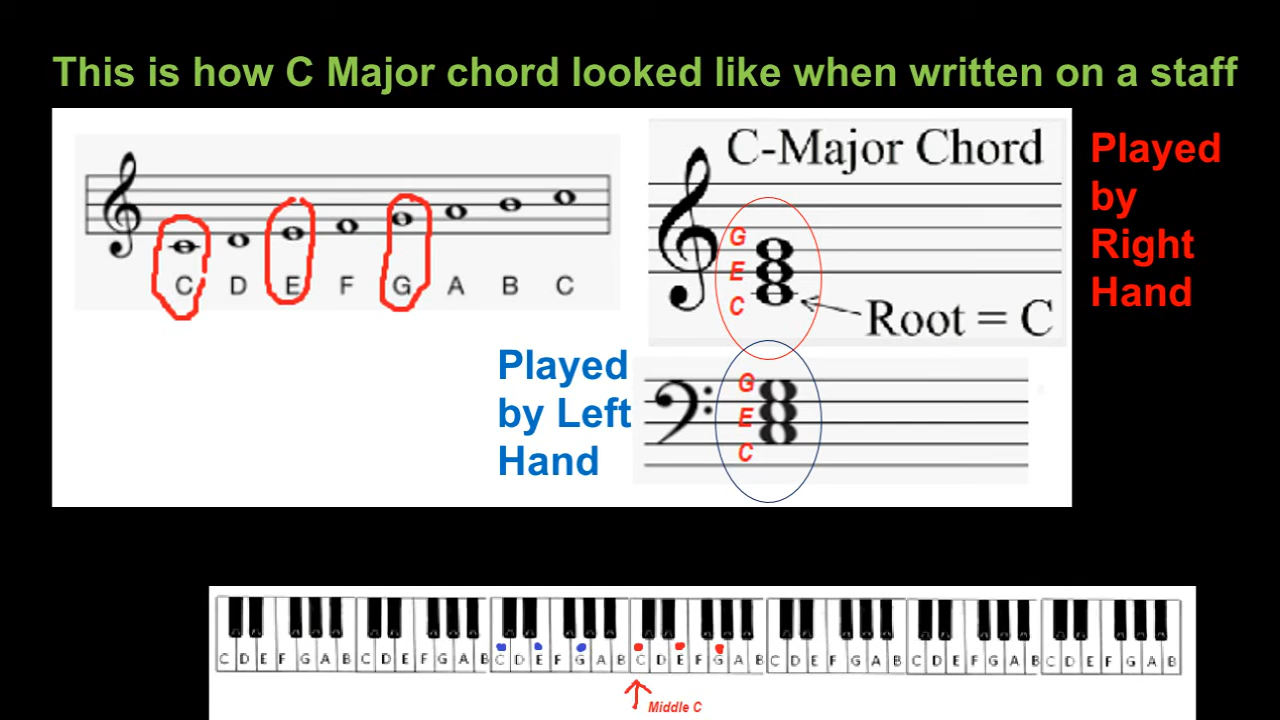 This is how C Major chord looked like when written on a staff
C D E F G A B C
C-Major Chord
G
E
C
Root = C
Played
by
Right
Hand
Played
by Left
Hand
G
E
C
C D E F G A B C D E F G A B C D E F G A B C D E F G A B C D E F G A B C D E F G A B C D E F G A B
Middle C